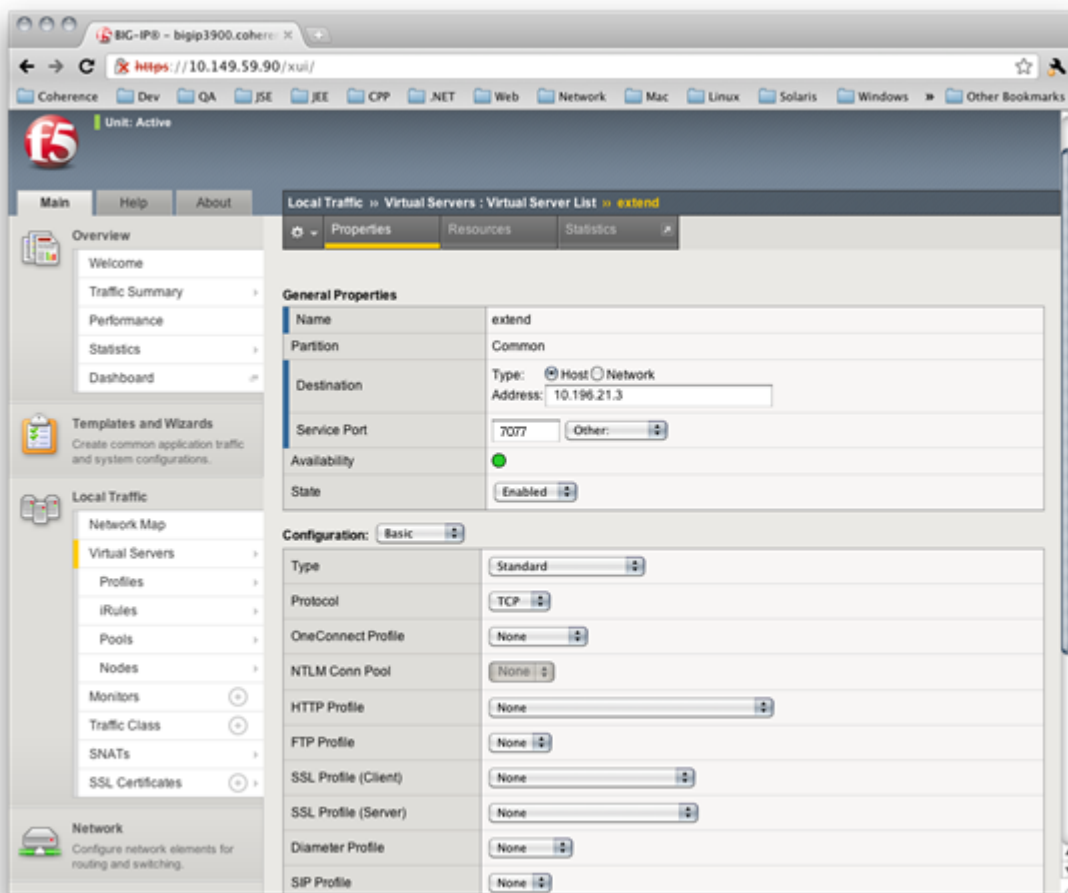 BIG-IP® - bigip3900.cohere
https://10.149.59.90/xui/
Coherence Dev QA JSE JEE CPP .NET Web Network Mac Linux Solaris Windows » Other Bookmarks
f5
Unit: Active
Main Help About
Local Traffic » Virtual Servers : Virtual Server List » extend
Properties Resources Statistics
Overview
Welcome
Traffic Summary
Performance
Statistics
Dashboard
Templates and Wizards
Create common application traffic
and system configurations.
Local Traffic
Network Map
Virtual Servers
Profiles
iRules
Pools
Nodes
Monitors
Traffic Class
SNATs
SSL Certificates
Network
Configure network elements for
routing and switching.
General Properties
Name extend
Partition Common
Destination
Type: Host Network
Address: 10.196.21.3
Service Port 7077 Other:
Availability
State Enabled
Configuration: Basic
Type Standard
Protocol TCP
OneConnect Profile None
NTLM Conn Pool None
HTTP Profile None
FTP Profile None
SSL Profile (Client) None
SSL Profile (Server) None
Diameter Profile None
SIP Profile None